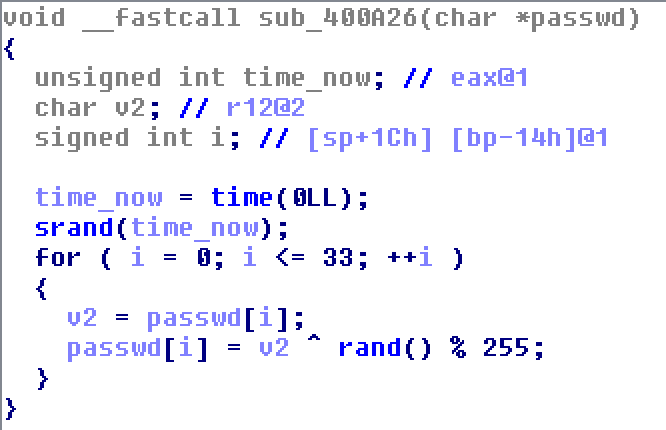 void __fastcall sub_400A26(char *passwd)
{
  unsigned int time_now; // eax@1
  char v2; // r12@2
  signed int i; // [sp+1Ch] [bp-14h]@1

  time_now = time(0LL);
  srand(time_now);
  for ( i = 0; i <= 33; ++i )
  {
    v2 = passwd[i];
    passwd[i] = v2 ^ rand() % 255;
  }
}